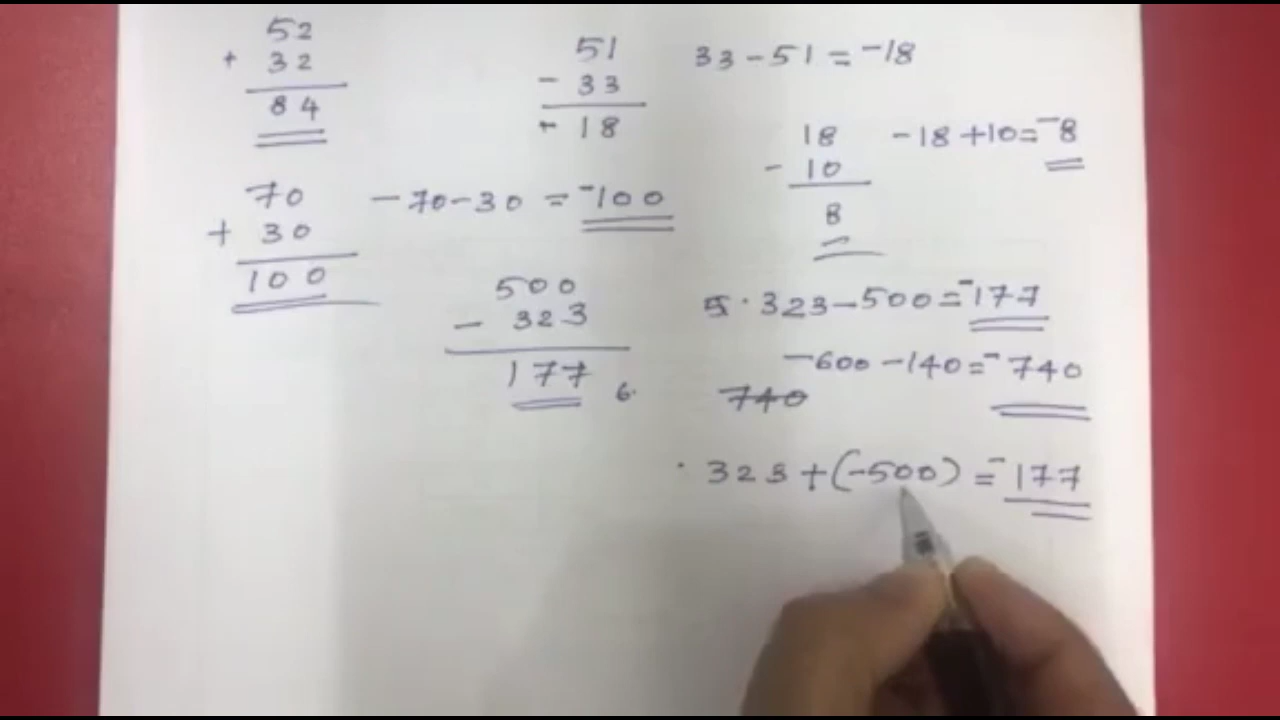 52
+ 32
84
51
- 33
- 18
33 - 51 = -18
18
- 10
8
-18 + 10 = -8
70
+ 30
100
-70 - 30 = -100
500
- 323
177
5. 323 - 500 = -177
6.
-600 - 140 = -740
740
. 323 + (-500) = -177